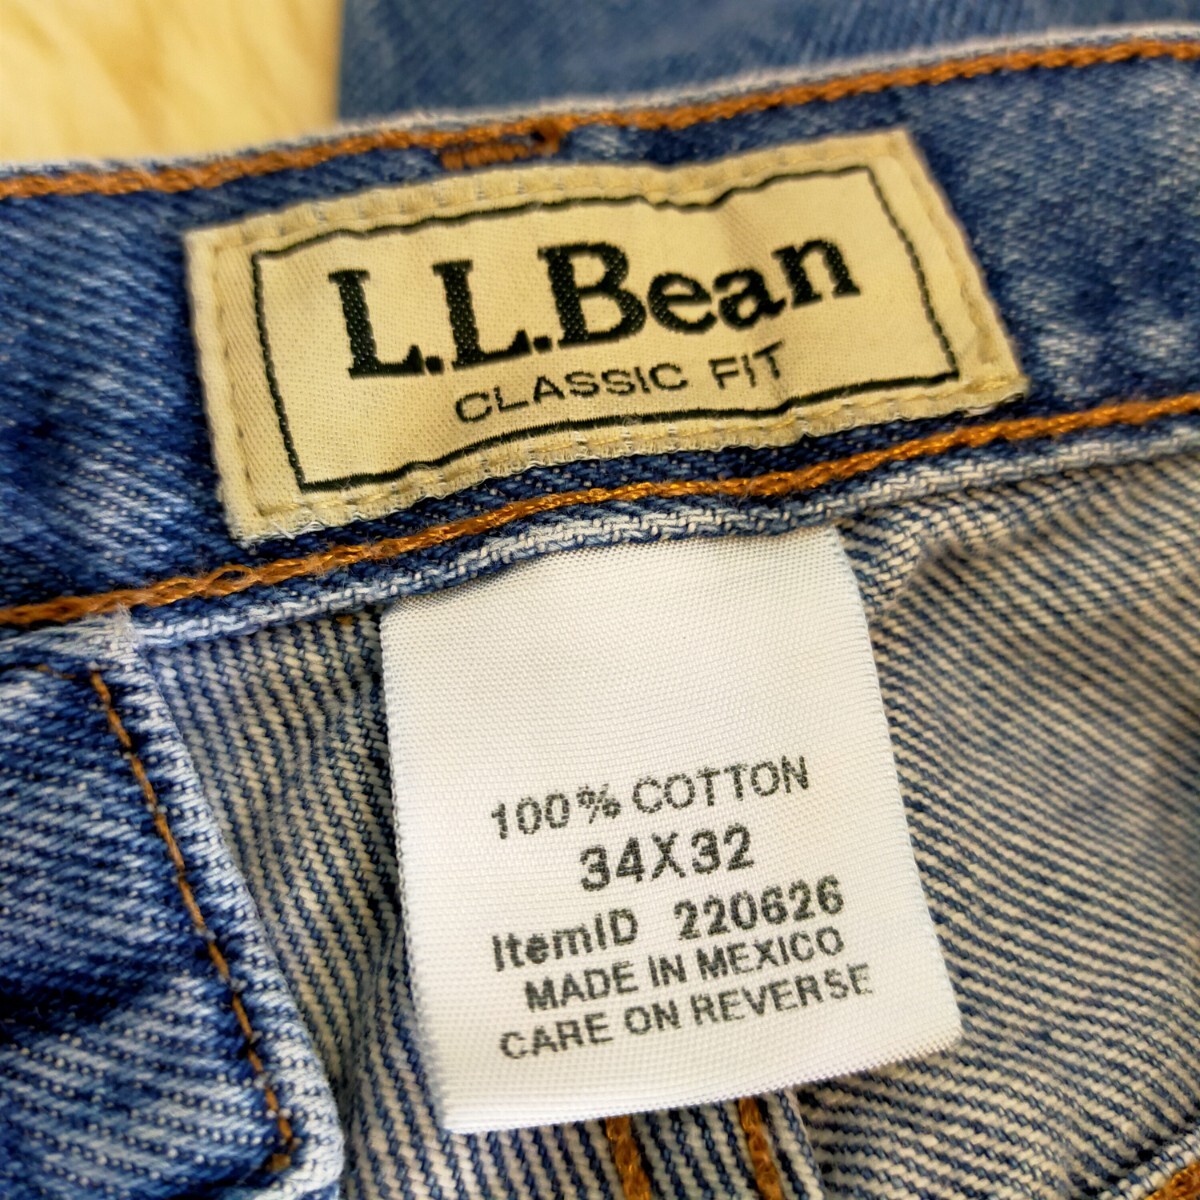 L.L.Bean
CLASSIC FIT
100% COTTON
34X32
ItemID 220626
MADE IN MEXICO
CARE ON REVERSE